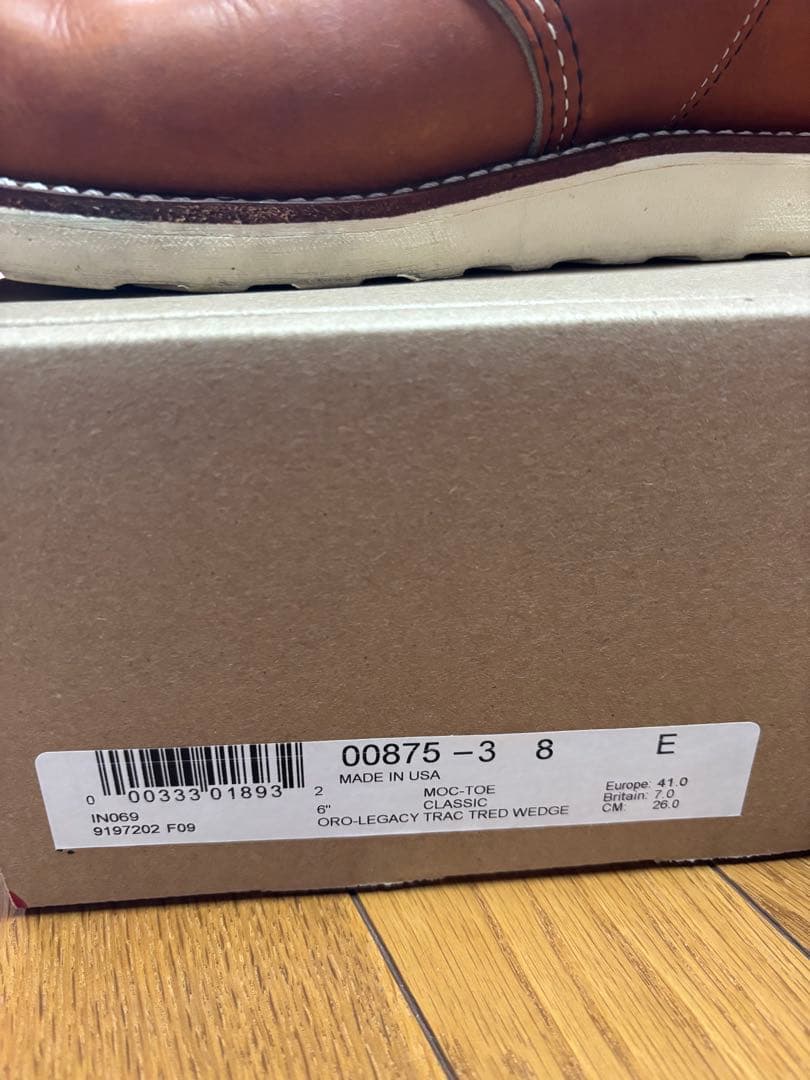 00875 -3 8 E
MADE IN USA
0 00333 01893 2
MOC-TOE
6" CLASSIC
ORO-LEGACY TRAC TRED WEDGE
Europe: 41.0
Britain: 7.0
CM: 26.0
IN069
9197202 F09